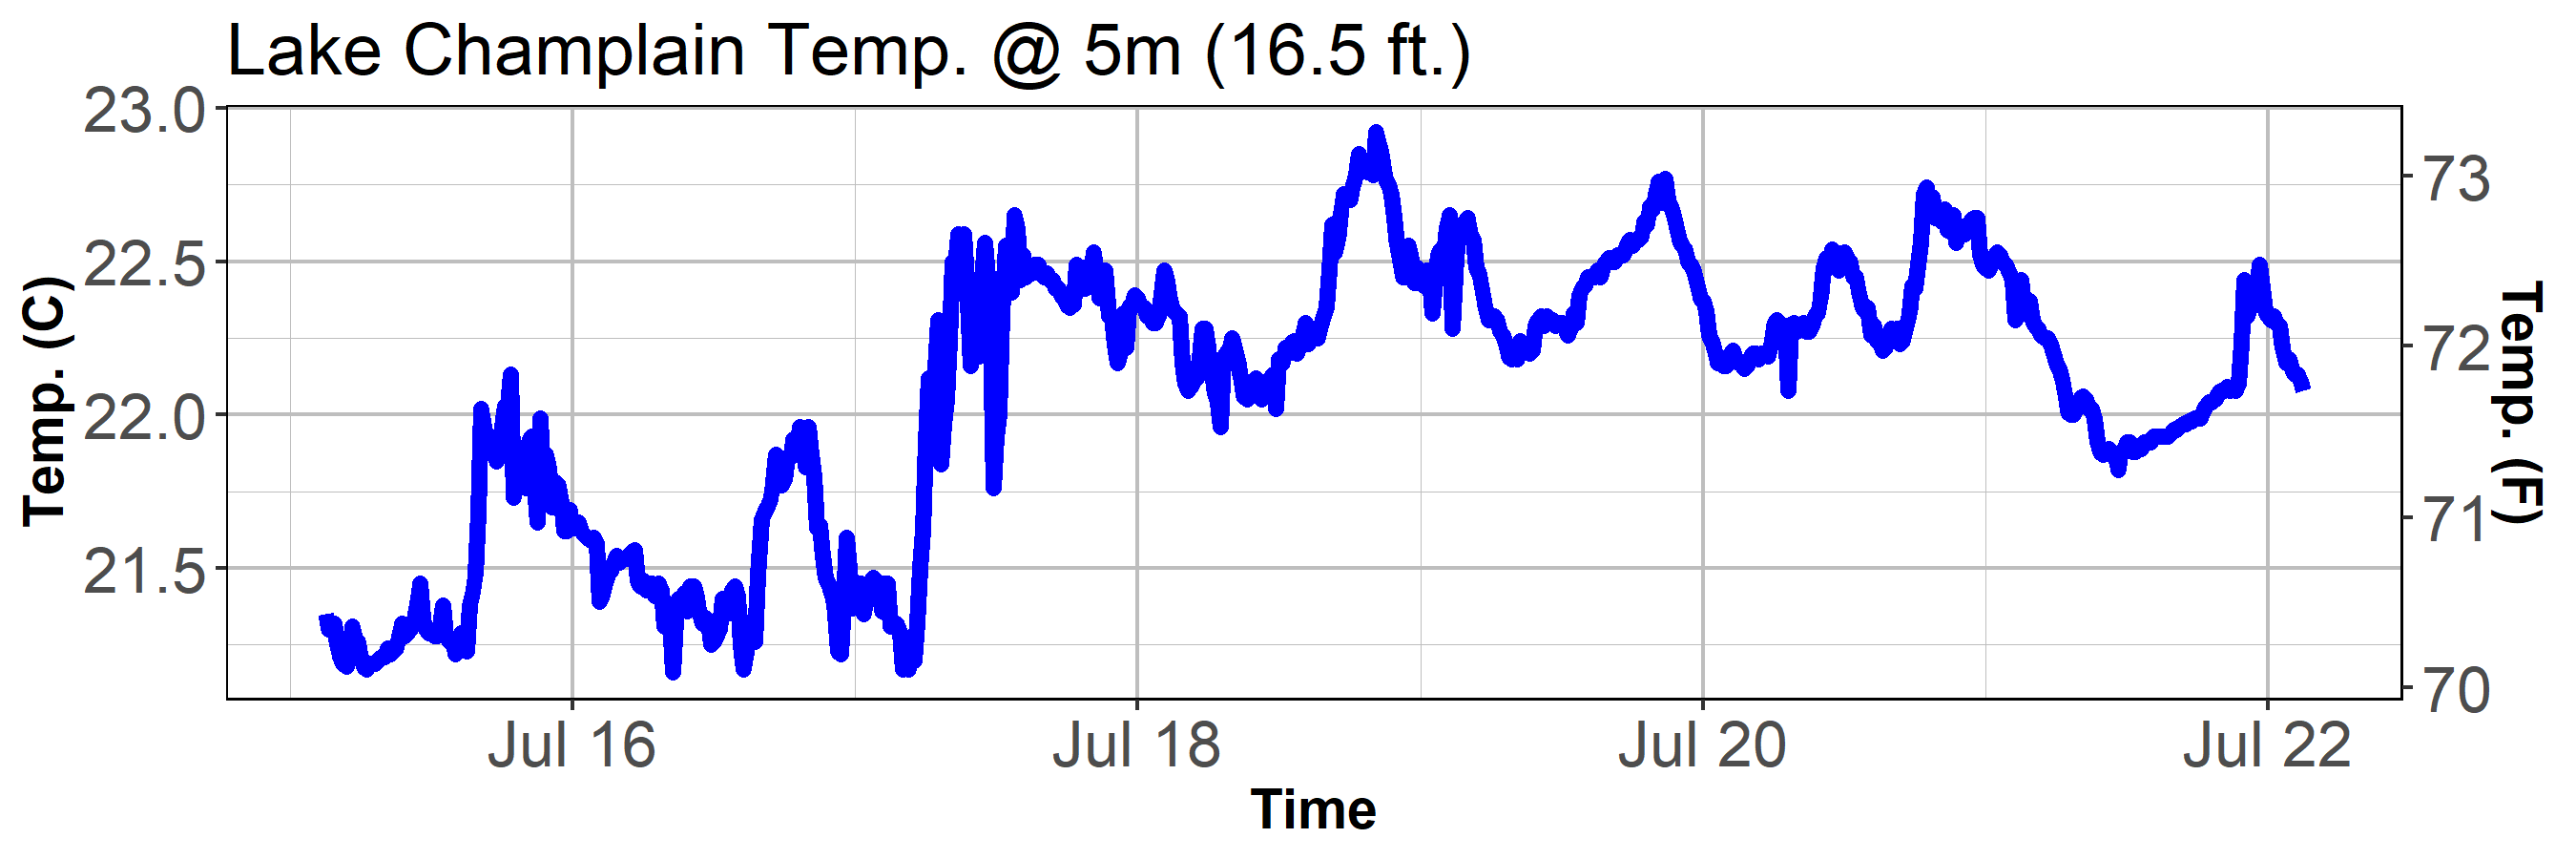 Lake Champlain Temp. @ 5m (16.5 ft.)
23.0
22.5
22.0
21.5
Temp. (C)
73
72
71
70
Temp. (F)
Jul 16
Jul 18
Jul 20
Jul 22
Time